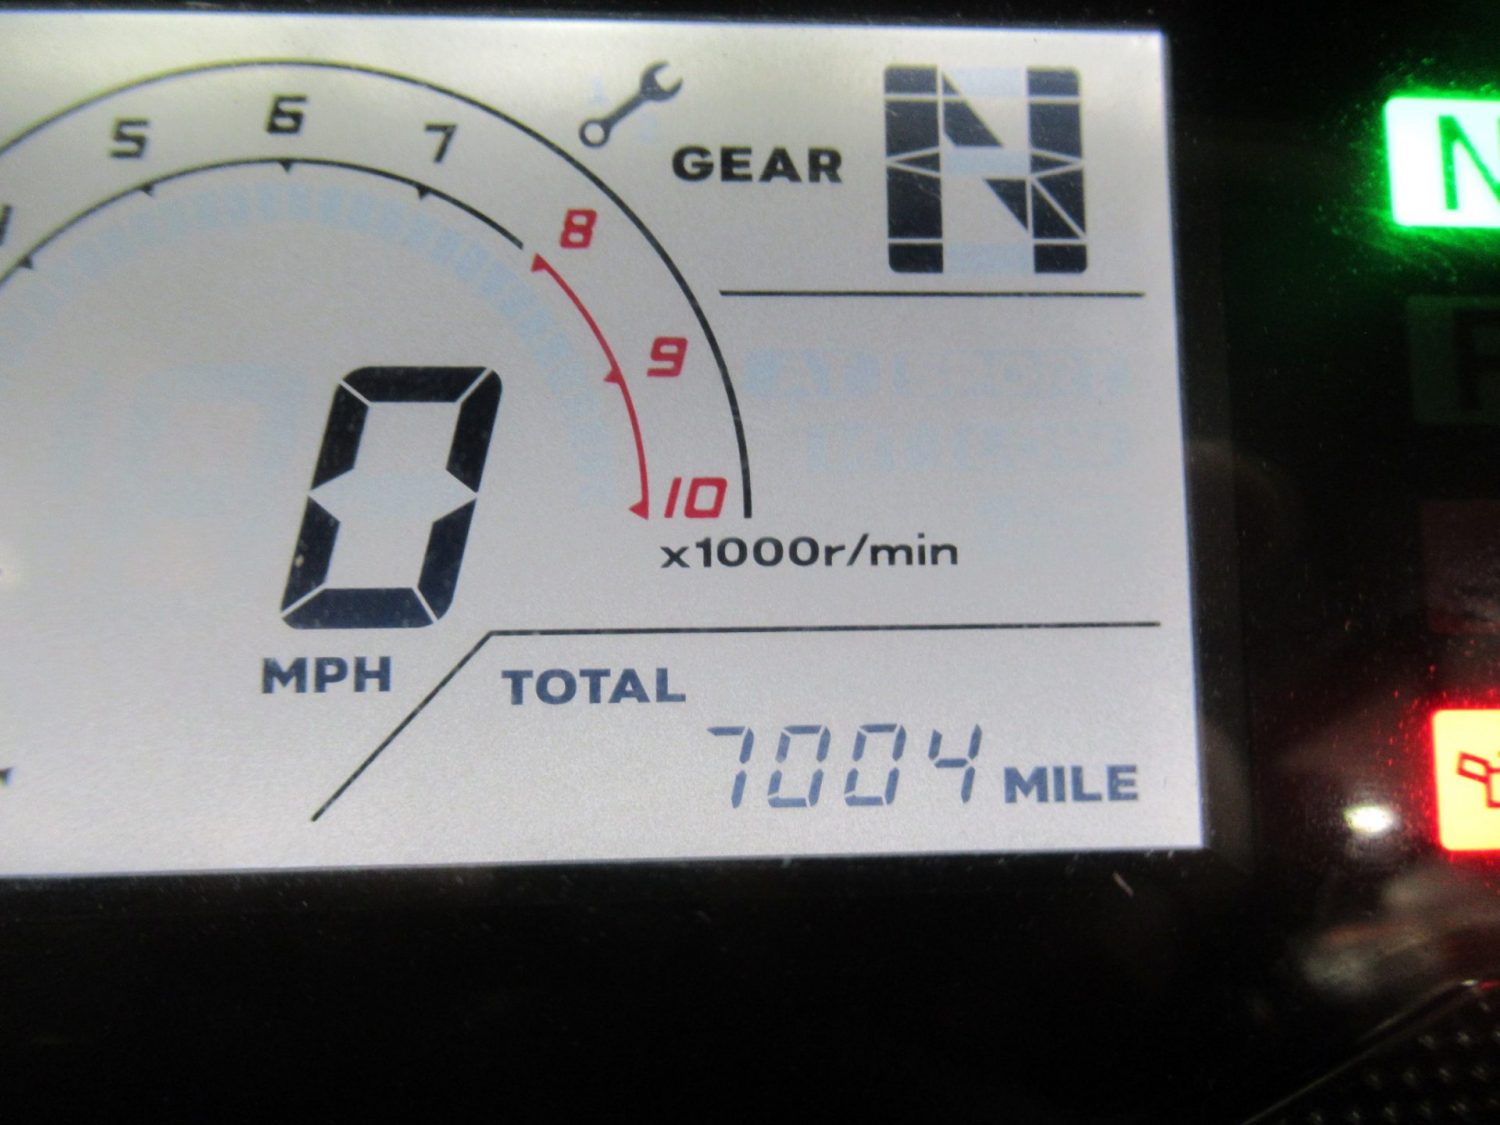 5 6 7
8
9
10
x1000r/min
GEAR N
N
0
MPH
TOTAL
7004 MILE